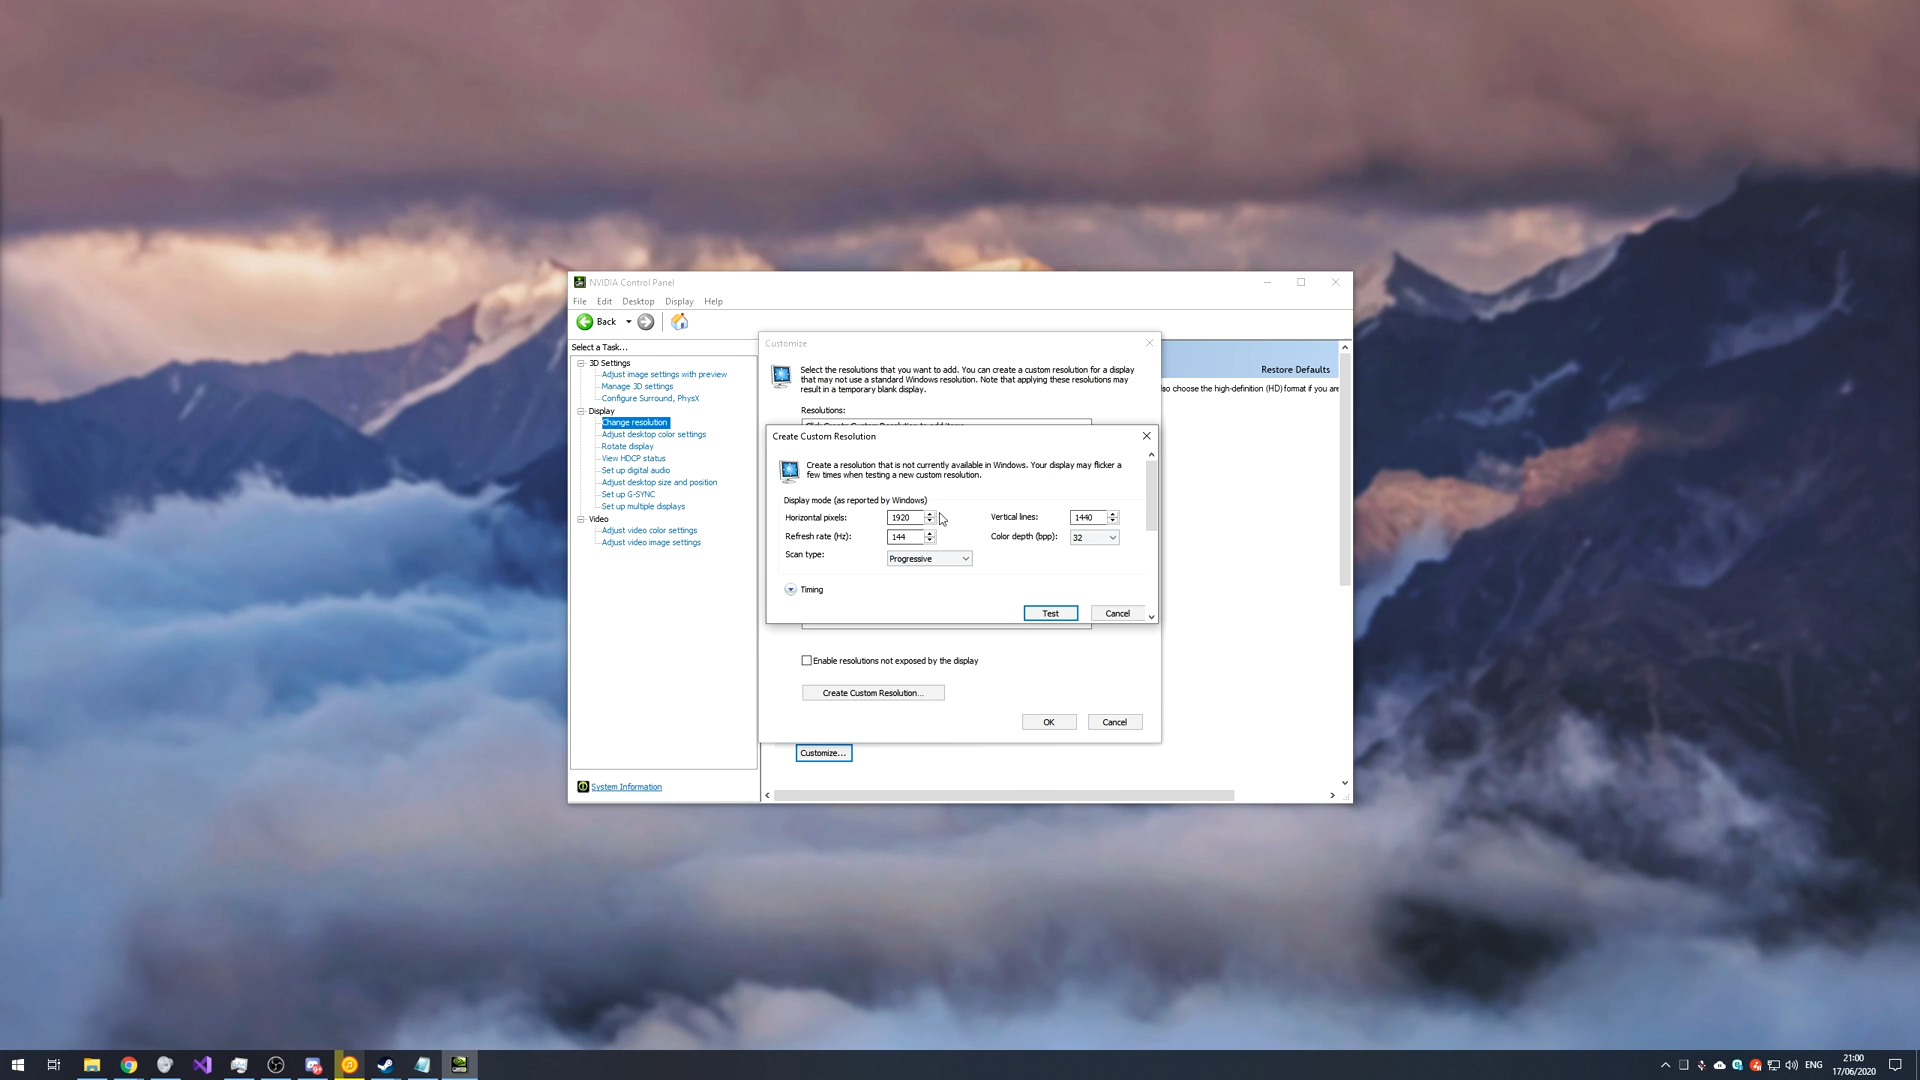 NVIDIA Control Panel
File Edit Desktop Display Help
Back
Select a Task...
3D Settings
Adjust image settings with preview
Manage 3D settings
Configure Surround, PhysX
Display
Change resolution
Adjust desktop color settings
Rotate display
View HDCP status
Set up digital audio
Adjust desktop size and position
Set up G-SYNC
Set up multiple displays
Video
Adjust video color settings
Adjust video image settings
System Information
Restore Defaults
so choose the high-definition (HD) format if you are
Customize
Select the resolutions that you want to add. You can create a custom resolution for a display
that may not use a standard Windows resolution. Note that applying these resolutions may
result in a temporary blank display.
Resolutions:
Create Custom Resolution
Create a resolution that is not currently available in Windows. Your display may flicker a
few times when testing a new custom resolution.
Display mode (as reported by Windows)
Horizontal pixels: 1920 Vertical lines: 1440
Refresh rate (Hz): 144 Color depth (bpp): 32
Scan type: Progressive
Timing
Test Cancel
Enable resolutions not exposed by the display
Create Custom Resolution...
OK Cancel
Customize...
ENG
21:00
17/06/2020